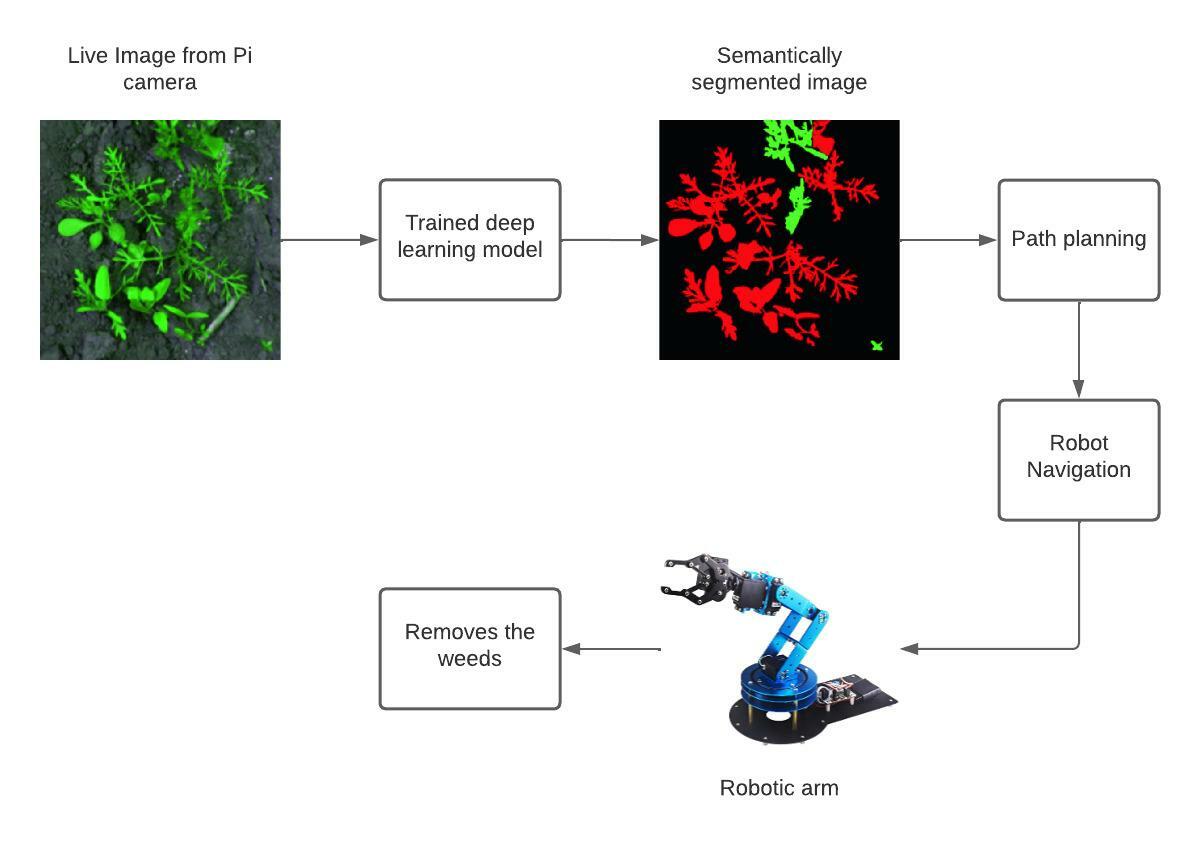 Live Image from Pi
camera
Semantically
segmented image
Trained deep
learning model
Path planning
Robot
Navigation
Removes the
weeds
Robotic arm